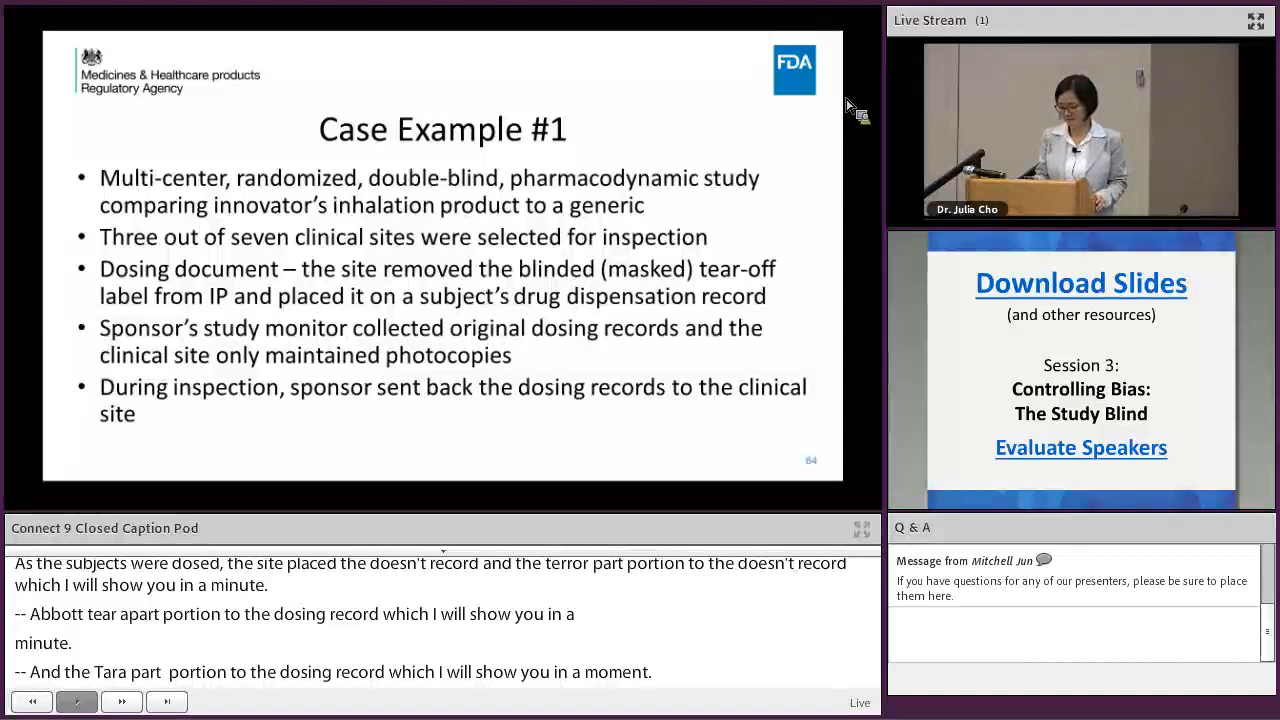 Medicines & Healthcare products
Regulatory Agency
FDA
Case Example #1
• Multi-center, randomized, double-blind, pharmacodynamic study
comparing innovator's inhalation product to a generic
• Three out of seven clinical sites were selected for inspection
• Dosing document – the site removed the blinded (masked) tear-off
label from IP and placed it on a subject's drug dispensation record
• Sponsor's study monitor collected original dosing records and the
clinical site only maintained photocopies
• During inspection, sponsor sent back the dosing records to the clinical
site
64
Live Stream (1)
Dr. Julia Cho
Download Slides
(and other resources)
Session 3:
Controlling Bias:
The Study Blind
Evaluate Speakers
Connect 9 Closed Caption Pod
As the subjects were dosed, the site placed the doesn't record and the terror part portion to the doesn't record
which I will show you in a minute.
-- Abbott tear apart portion to the dosing record which I will show you in a
minute.
-- And the Tara part portion to the dosing record which I will show you in a moment.
Live
Q & A
Message from Mitchell Jun
If you have questions for any of our presenters, please be sure to place
them here.